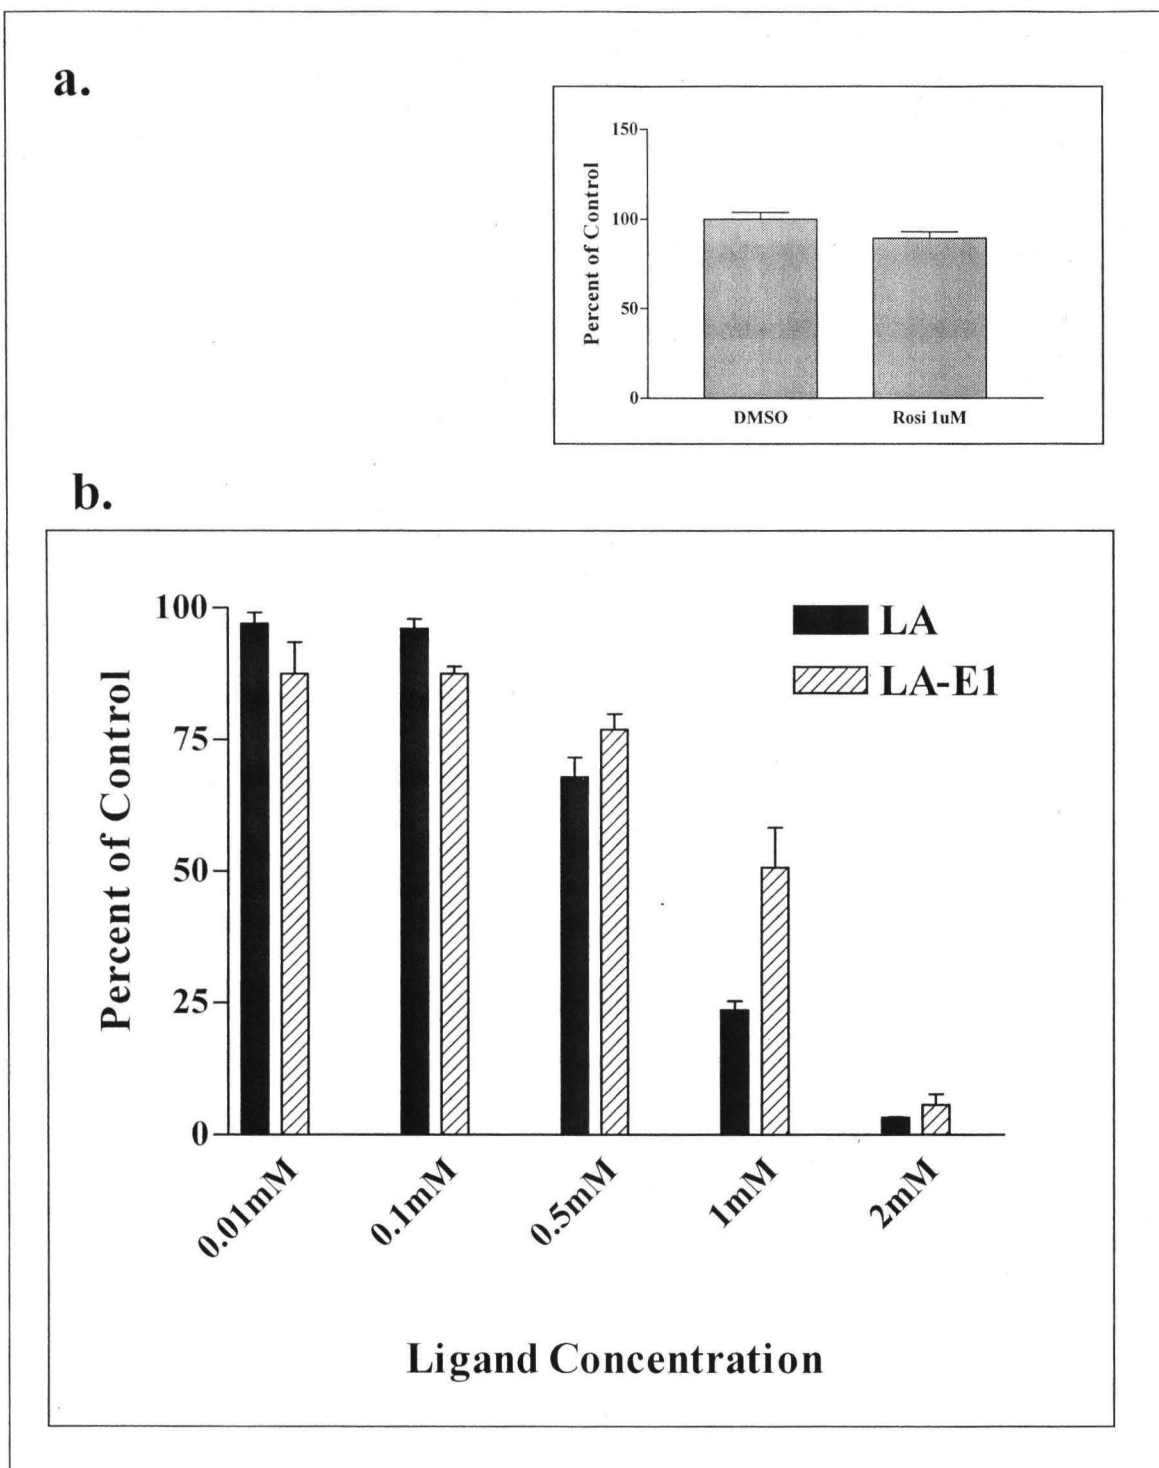 a.
Percent of Control
150
100
50
0
DMSO
Rosi 1uM
b.
Percent of Control
100
75
50
25
0
LA
LA-E1
0.01mM
0.1mM
0.5mM
1mM
2mM
Ligand Concentration